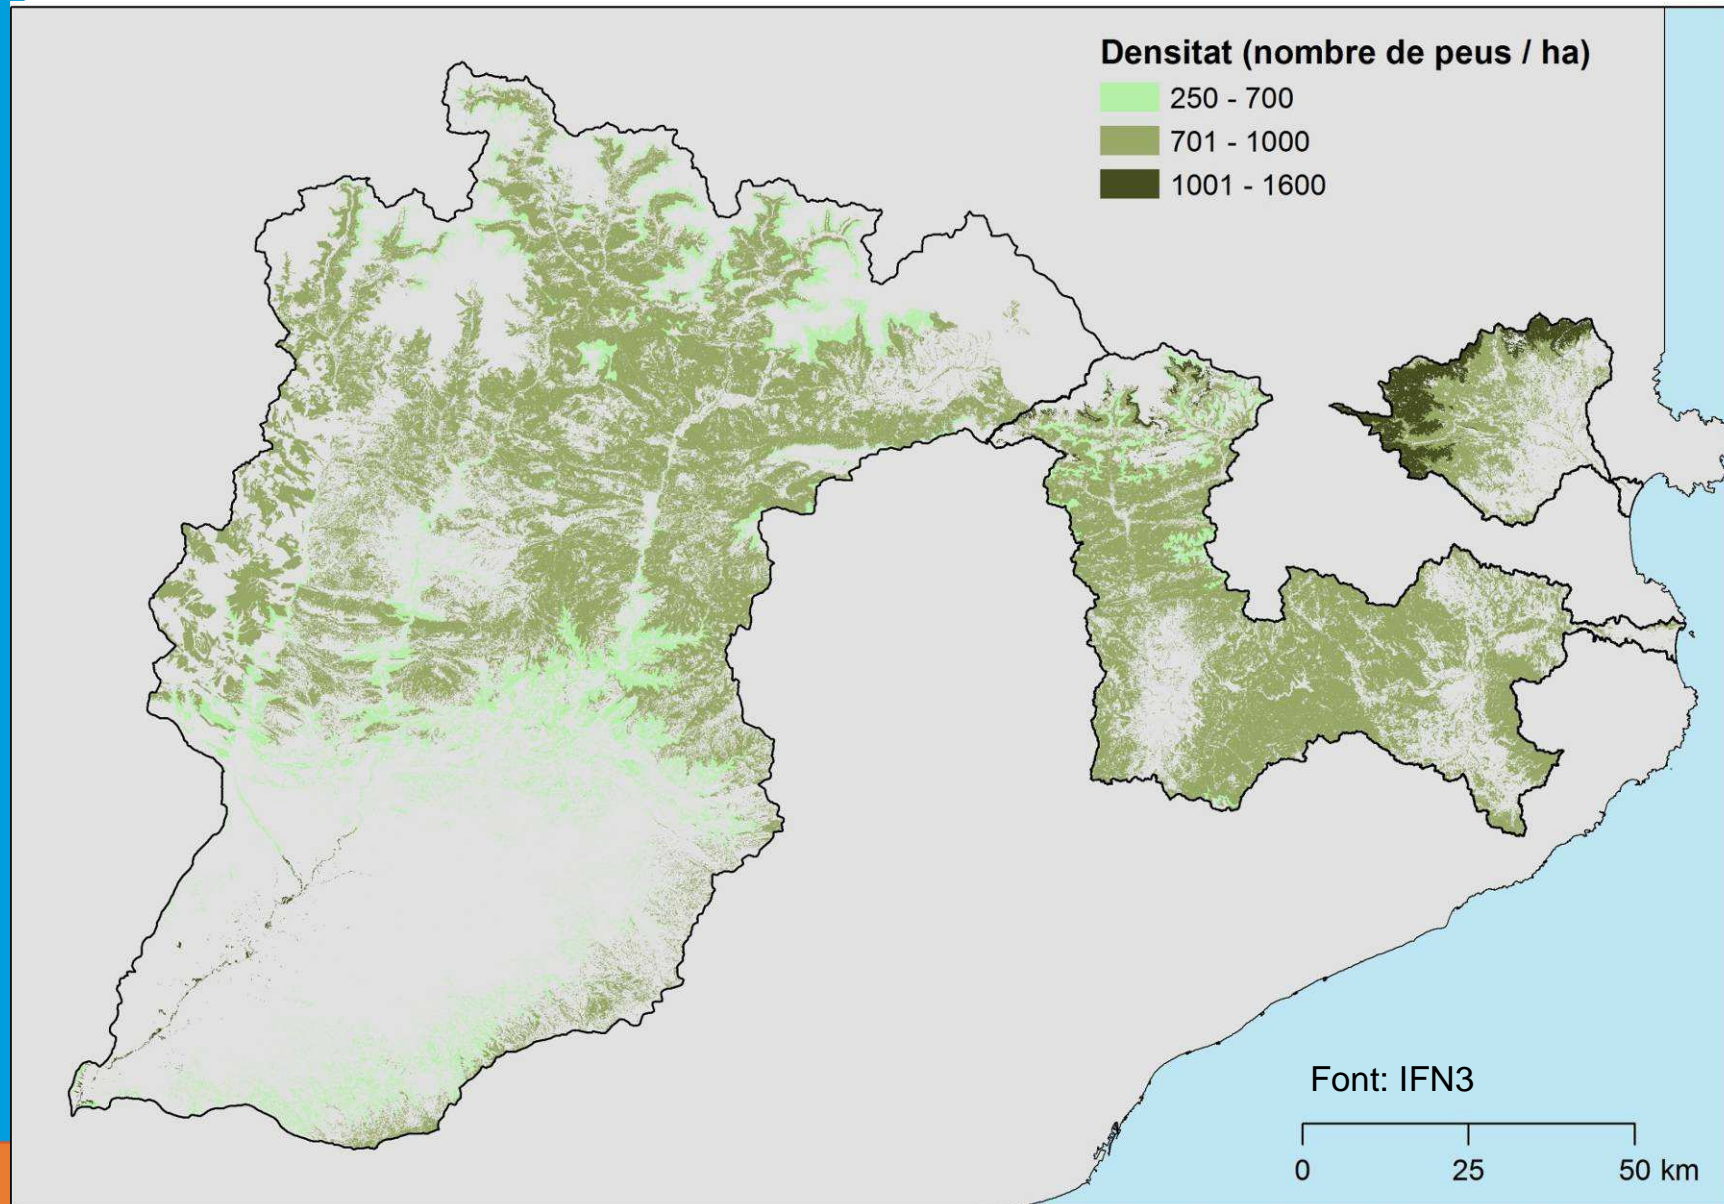 Densitat (nombre de peus / ha)
250 - 700
701 - 1000
1001 - 1600
Font: IFN3
0 25 50 km